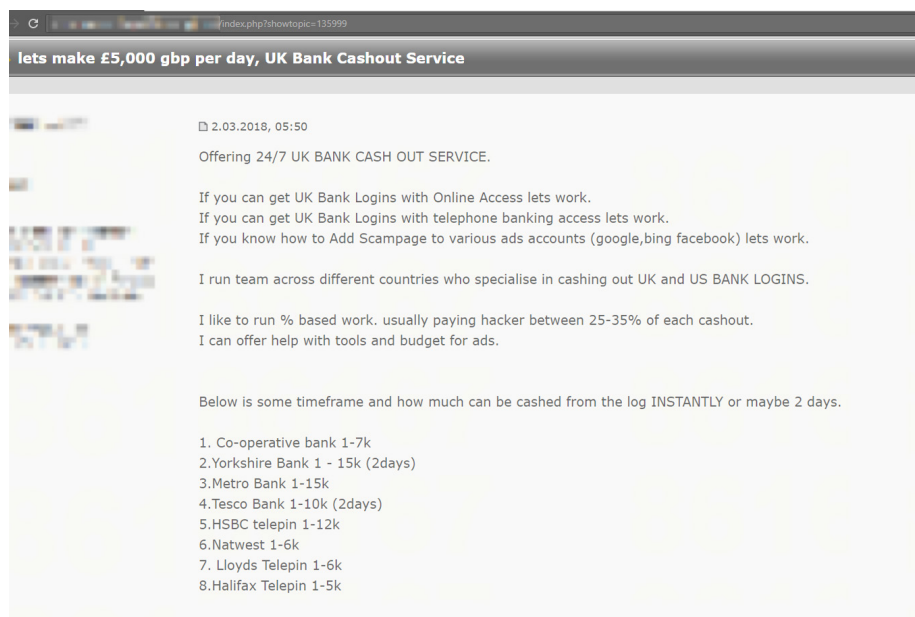 /index.php?showtopic=135999
lets make £5,000 gbp per day, UK Bank Cashout Service
2.03.2018, 05:50
Offering 24/7 UK BANK CASH OUT SERVICE.
If you can get UK Bank Logins with Online Access lets work.
If you can get UK Bank Logins with telephone banking access lets work.
If you know how to Add Scampage to various ads accounts (google,bing facebook) lets work.
I run team across different countries who specialise in cashing out UK and US BANK LOGINS.
I like to run % based work. usually paying hacker between 25-35% of each cashout.
I can offer help with tools and budget for ads.
Below is some timeframe and how much can be cashed from the log INSTANTLY or maybe 2 days.
1. Co-operative bank 1-7k
2.Yorkshire Bank 1 - 15k (2days)
3.Metro Bank 1-15k
4.Tesco Bank 1-10k (2days)
5.HSBC telepin 1-12k
6.Natwest 1-6k
7. Lloyds Telepin 1-6k
8.Halifax Telepin 1-5k